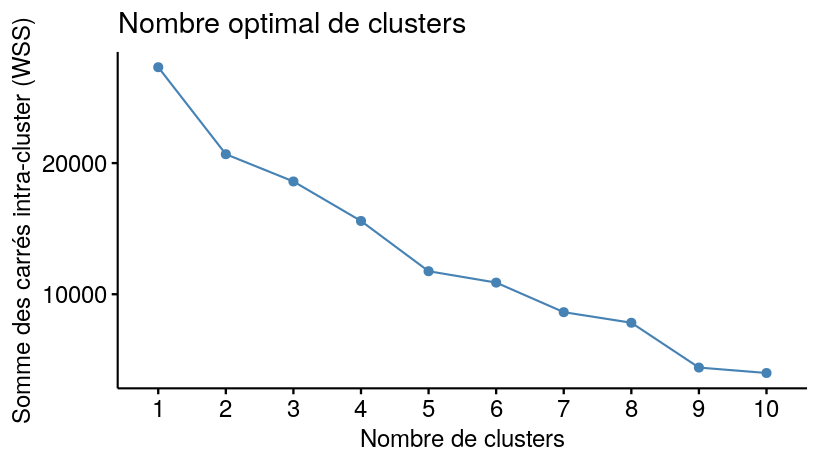 Nombre optimal de clusters
Somme des carrés intra-cluster (WSS)
20000
10000
1 2 3 4 5 6 7 8 9 10
Nombre de clusters